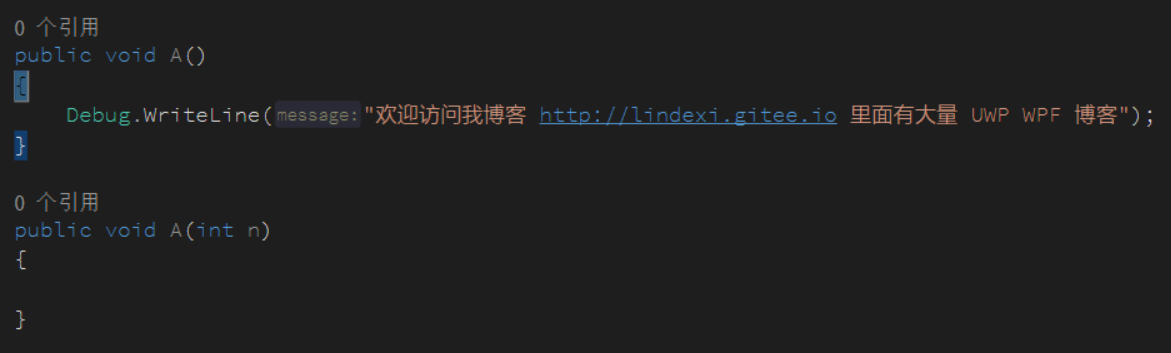 0 个引用
public void A()
{
Debug.WriteLine(message:"欢迎访问我博客 http://lindexi.gitee.io 里面有大量 UWP WPF 博客");
}
0 个引用
public void A(int n)
{
}